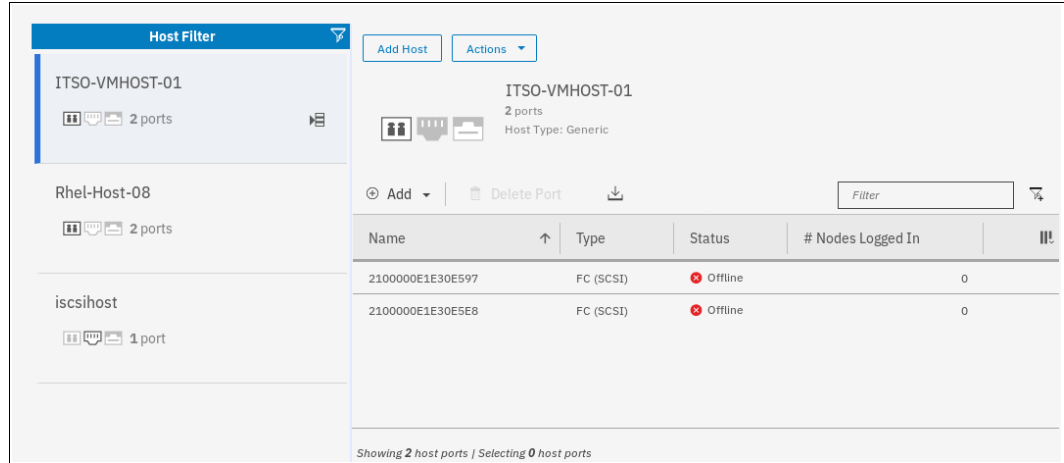 Host Filter
ITSO-VMHOST-01
2 ports
Rhel-Host-08
2 ports
iscsihost
1 port
Add Host Actions
ITSO-VMHOST-01
2 ports
Host Type: Generic
Add Delete Port Filter
Name Type Status # Nodes Logged In
2100000E1E30E597 FC (SCSI) Offline 0
2100000E1E30E5E8 FC (SCSI) Offline 0
Showing 2 host ports | Selecting 0 host ports